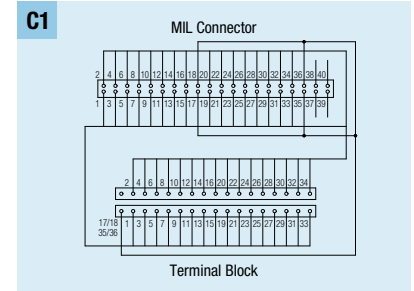 C1
MIL Connector
2 4 6 8 10 12 14 16 18 20 22 24 26 28 30 32 34 36 38 40
1 3 5 7 9 11 13 15 17 19 21 23 25 27 29 31 33 35 37 39
2 4 6 8 10 12 14 16 20 22 24 26 28 30 32 34
17/18 1 3 5 7 9 11 13 15 19 21 23 25 27 29 31 33
35/36
Terminal Block